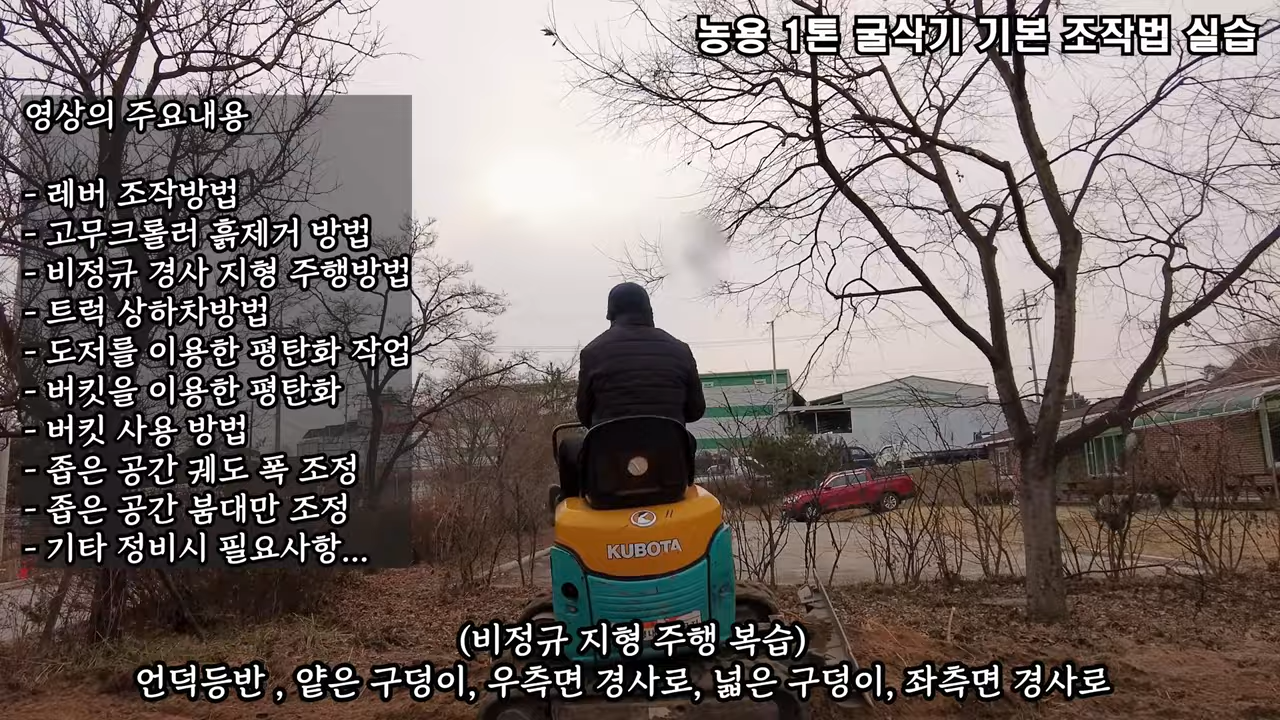 농용 1톤 굴삭기 기본 조작법 실습
영상의 주요내용
- 레버 조작방법
- 고무크롤러 흙제거 방법
- 비정규 경사 지형 주행방법
- 트럭 상하차방법
- 도저를 이용한 평탄화 작업
- 버킷을 이용한 평탄화
- 버킷 사용 방법
- 좁은 공간 궤도 폭 조정
- 좁은 공간 붐대만 조정
- 기타 정비시 필요사항...
KUBOTA
(비정규 지형 주행 복습)
언덕등반 , 얕은 구덩이, 우측면 경사로, 넓은 구덩이, 좌측면 경사로